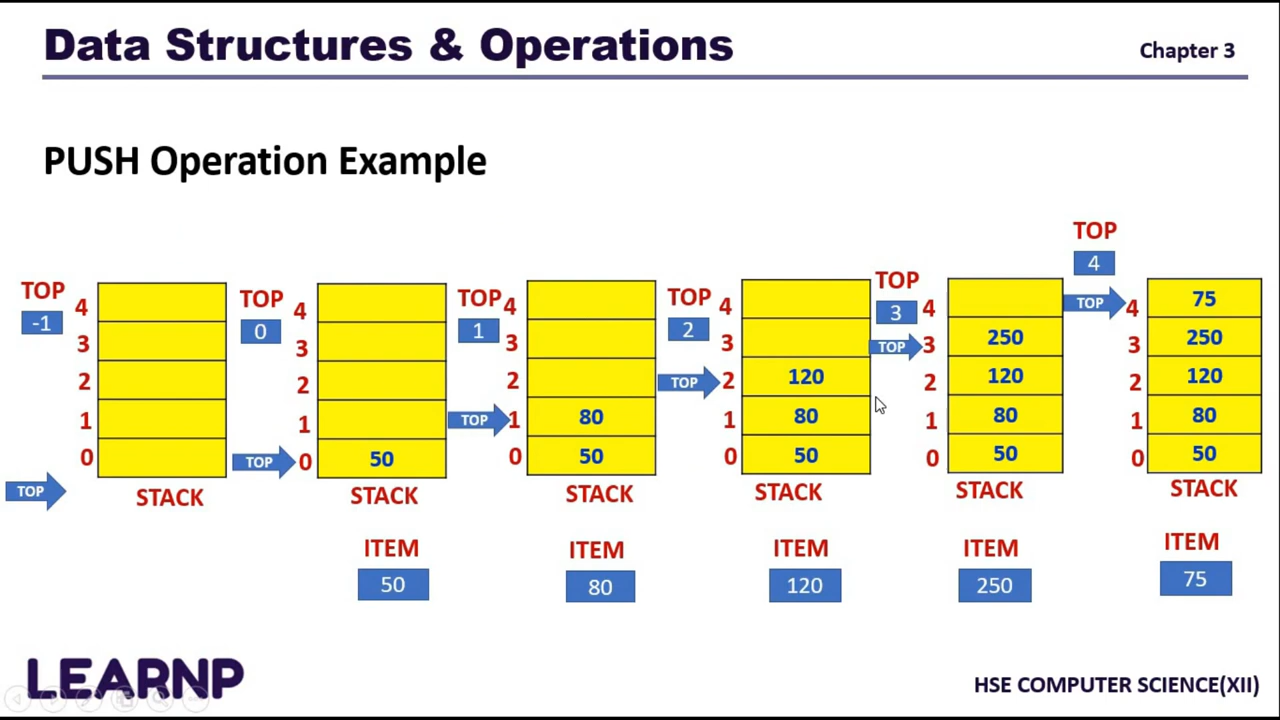 Data Structures & Operations
Chapter 3
PUSH Operation Example
TOP
-1
4
3
2
1
0
TOP
STACK
TOP
0
4
3
2
1
0
TOP
50
STACK
ITEM
50
TOP
1
4
3
2
1
0
TOP
80
50
STACK
ITEM
80
TOP
2
4
3
2
1
0
TOP
120
80
50
STACK
ITEM
120
TOP
3
4
3
2
1
0
TOP
250
120
80
50
STACK
ITEM
250
TOP
4
4
3
2
1
0
TOP
75
250
120
80
50
STACK
ITEM
75
LEARNP
HSE COMPUTER SCIENCE(XII)